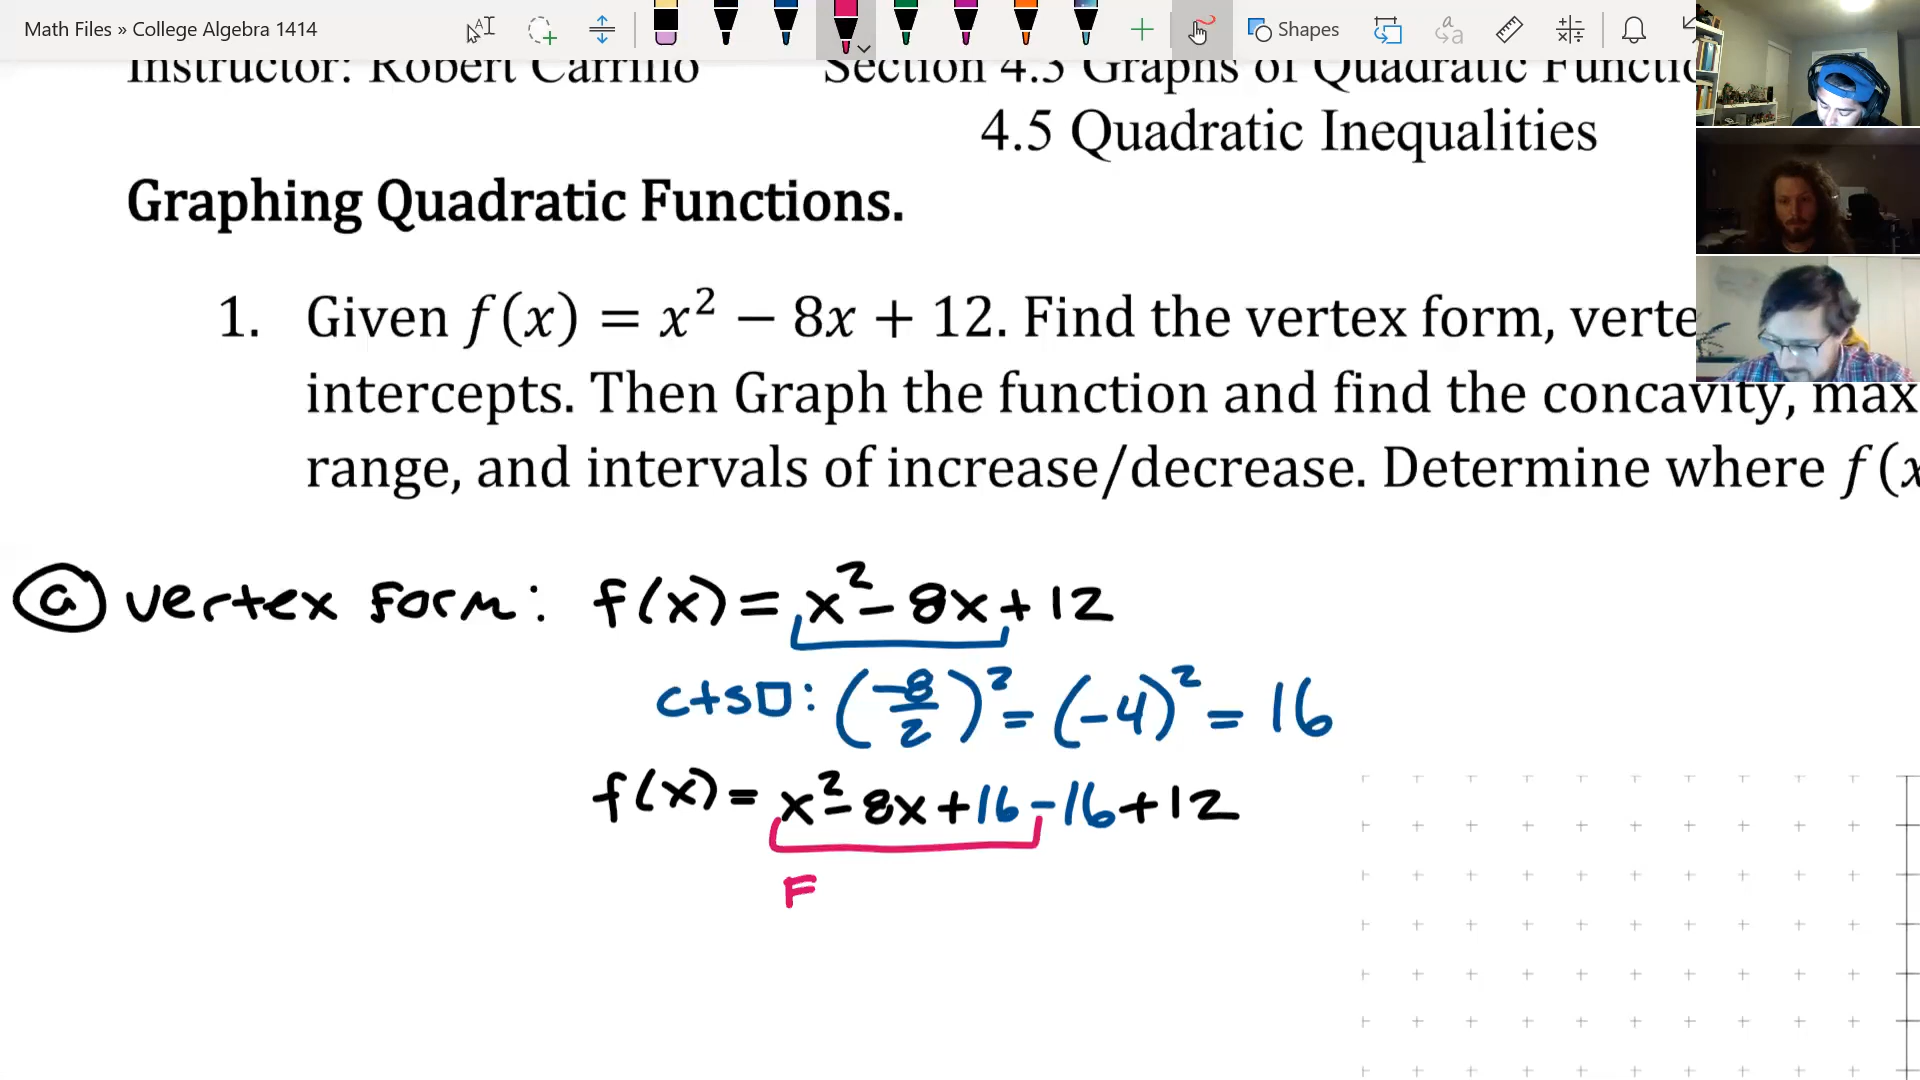 Math Files » College Algebra 1414
Shapes
Instructor: Robert Carrillo
Section 4.3 Graphs of Quadratic Functio
4.5 Quadratic Inequalities
Graphing Quadratic Functions.
1. Given f(x) = x² − 8x + 12. Find the vertex form, verte
intercepts. Then Graph the function and find the concavity, max
range, and intervals of increase/decrease. Determine where f(x
ⓐ vertex form: f(x) = x² - 8x + 12
cts□: (-8/2)² = (-4)² = 16
f(x) = x² - 8x + 16 - 16 + 12
F